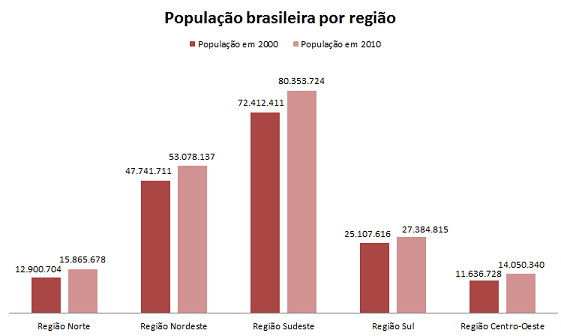 População brasileira por região
População em 2000 População em 2010
12.900.704 15.865.678
47.741.711 53.078.137
72.412.411 80.353.724
25.107.616 27.384.815
11.636.728 14.050.340
Região Norte Região Nordeste Região Sudeste Região Sul Região Centro-Oeste